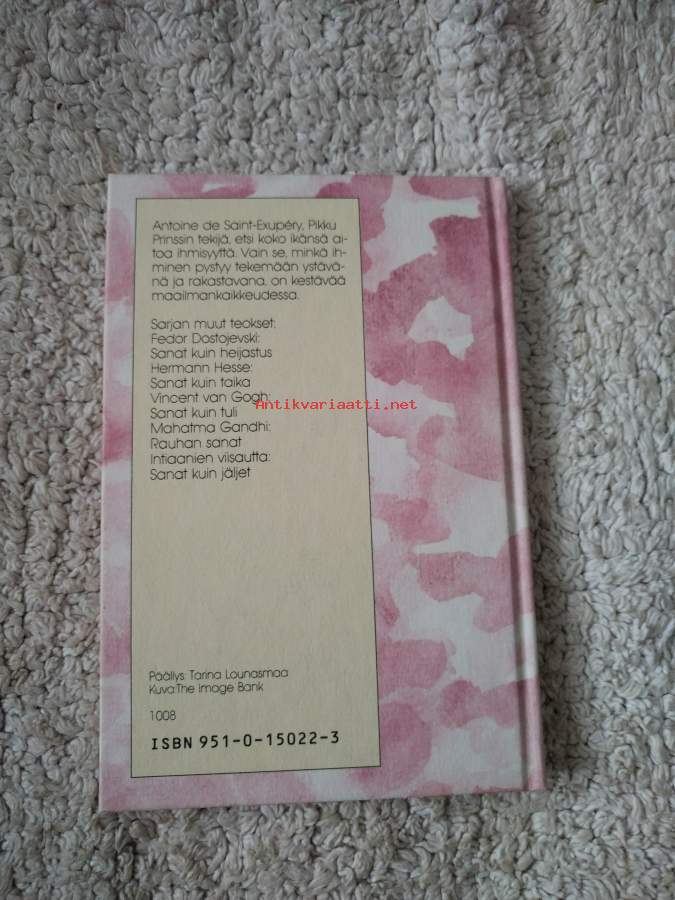 Antoine de Saint-Exupéry, Pikku
Prinssin tekijä, etsi koko ikänsä ai-
toa ihmisyyttä. Vain se, minkä ih-
minen pystyy tekemään ystävä-
nä ja rakastavana, on kestävää
maailmankaikkeudessa.
Sarjan muut teokset:
Fedor Dostojevski:
Sanat kuin heijastus
Hermann Hesse:
Sanat kuin taika
Vincent van Gogh:
Antikvariaatti.net
Sanat kuin tuli
Mahatma Gandhi:
Rauhan sanat
Intiaanien viisautta:
Sanat kuin jäljet
Päällys: Tarina Lounasmaa
Kuva:The Image Bank
1008
ISBN 951-0-15022-3